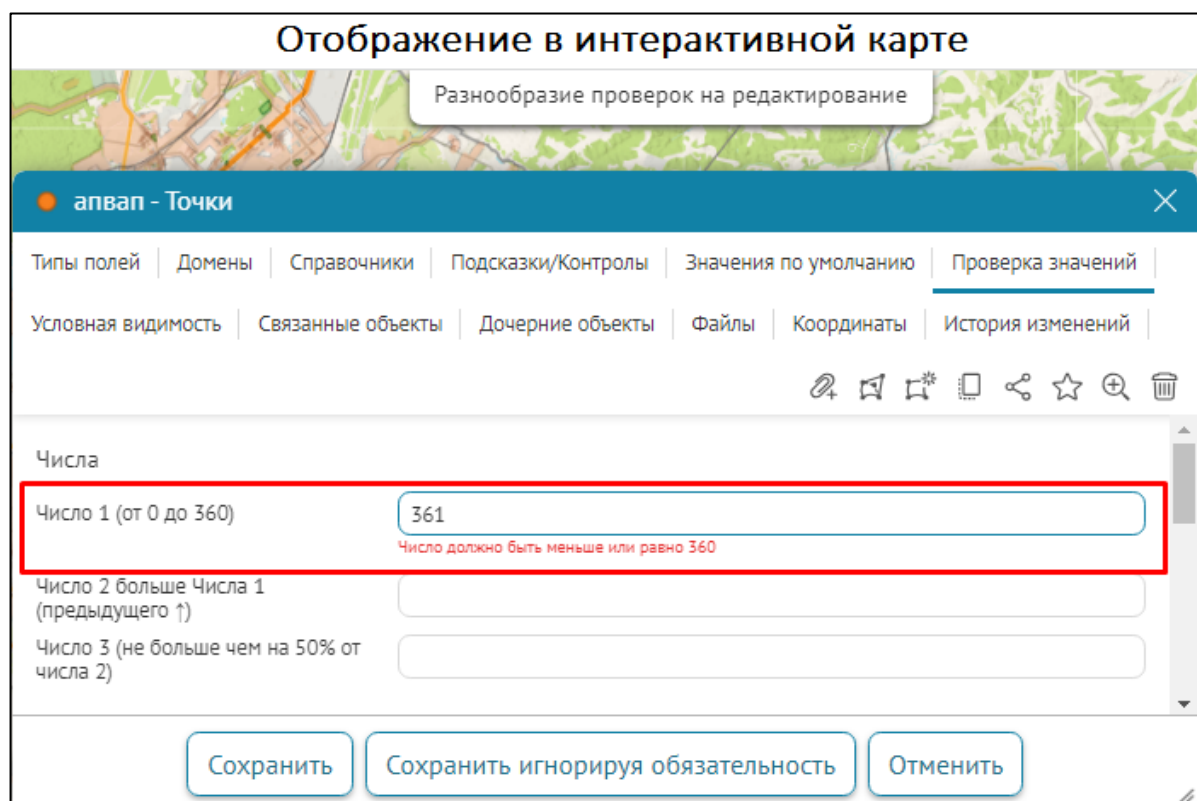 Отображение в интерактивной карте
Разнообразие проверок на редактирование
апвап - Точки
Типы полей Домены Справочники Подсказки/Контролы Значения по умолчанию Проверка значений
Условная видимость Связанные объекты Дочерние объекты Файлы Координаты История изменений
Числа
Число 1 (от 0 до 360) 361
Число должно быть меньше или равно 360
Число 2 больше Числа 1
(предыдущего ↑)
Число 3 (не больше чем на 50% от
числа 2)
Сохранить Сохранить игнорируя обязательность Отменить